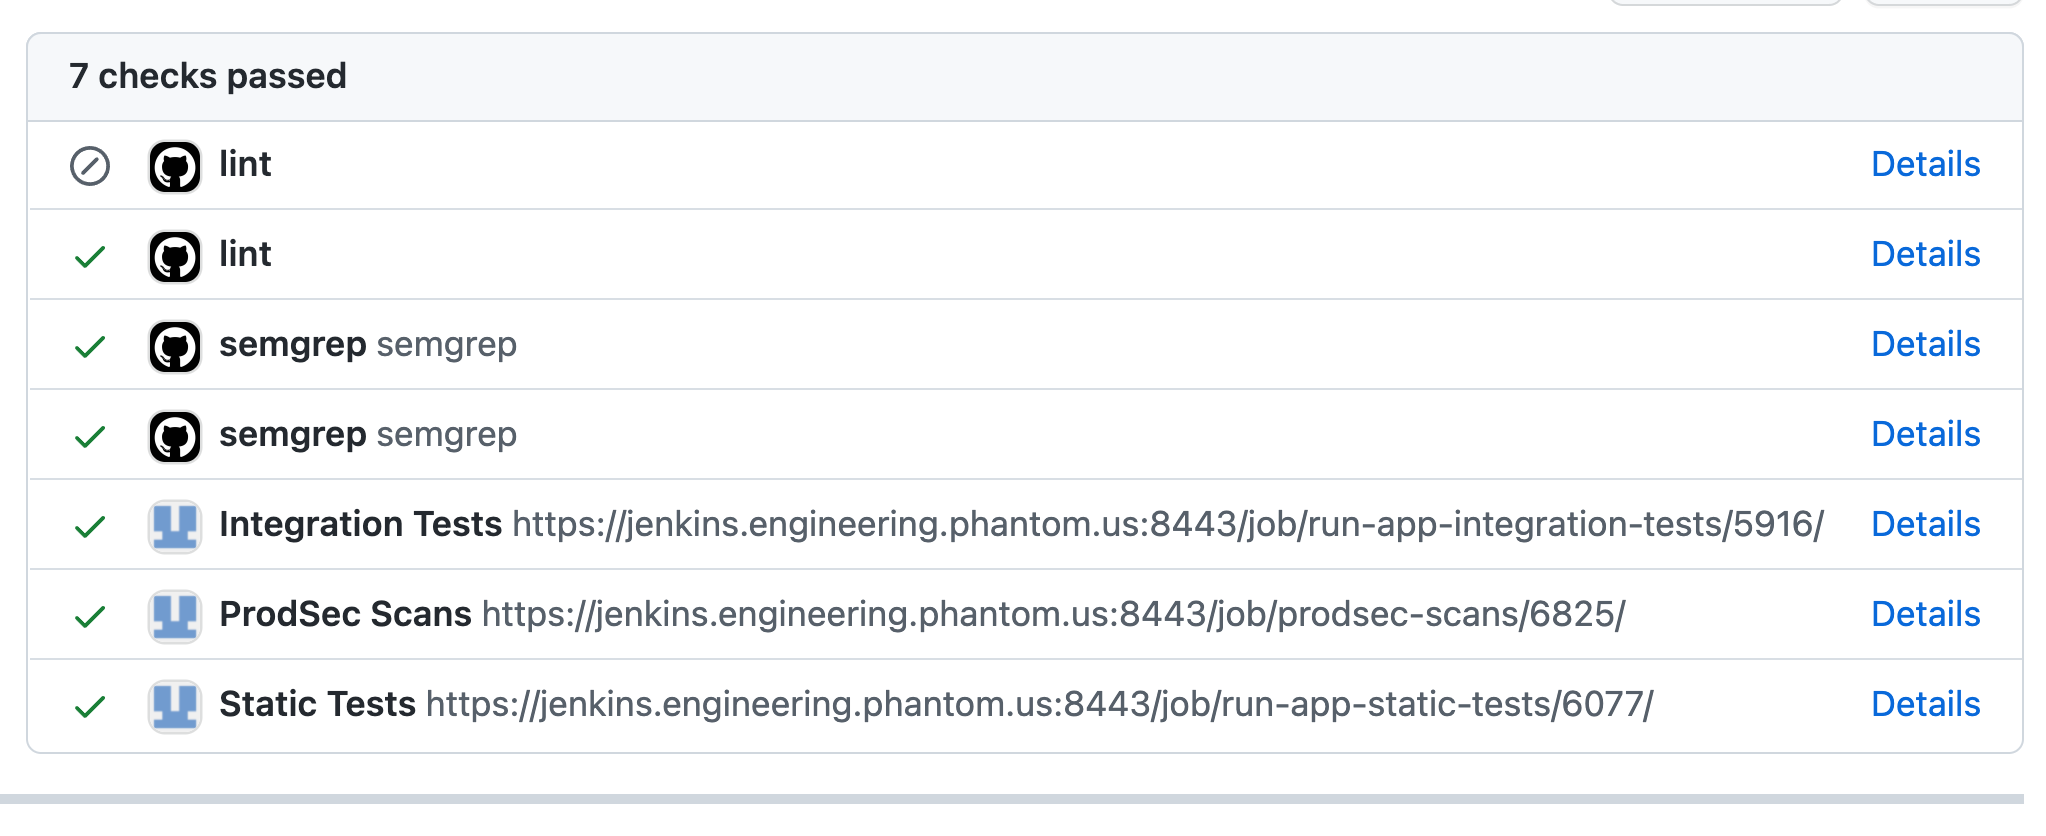 7 checks passed
lint Details
lint Details
semgrep semgrep Details
semgrep semgrep Details
Integration Tests https://jenkins.engineering.phantom.us:8443/job/run-app-integration-tests/5916/ Details
ProdSec Scans https://jenkins.engineering.phantom.us:8443/job/prodsec-scans/6825/ Details
Static Tests https://jenkins.engineering.phantom.us:8443/job/run-app-static-tests/6077/ Details